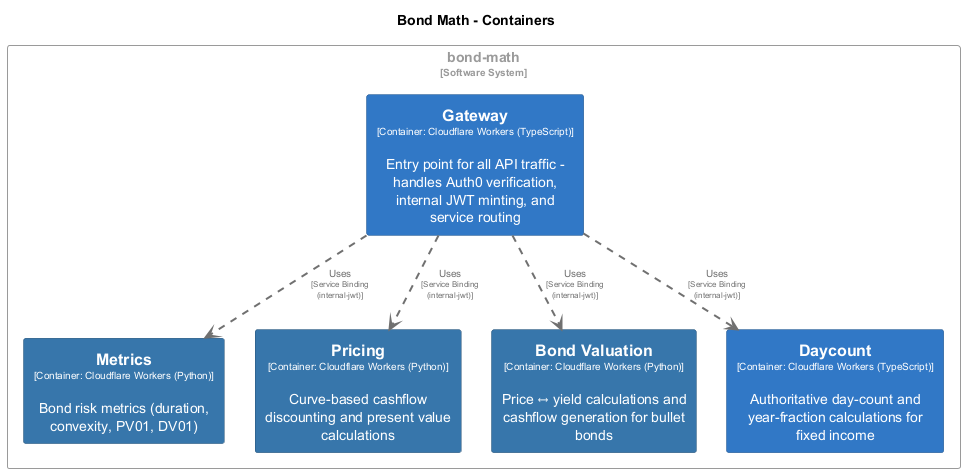 Bond Math - Containers
bond-math
[Software System]
Gateway
[Container: Cloudflare Workers (TypeScript)]
Entry point for all API traffic -
handles Auth0 verification,
internal JWT minting, and
service routing
Uses
[Service Binding
(internal-jwt)]
Uses
[Service Binding
(internal-jwt)]
Uses
[Service Binding
(internal-jwt)]
Uses
[Service Binding
(internal-jwt)]
Metrics
[Container: Cloudflare Workers (Python)]
Bond risk metrics (duration,
convexity, PV01, DV01)
Pricing
[Container: Cloudflare Workers (Python)]
Curve-based cashflow
discounting and present value
calculations
Bond Valuation
[Container: Cloudflare Workers (Python)]
Price ↔ yield calculations and
cashflow generation for bullet
bonds
Daycount
[Container: Cloudflare Workers (TypeScript)]
Authoritative day-count and
year-fraction calculations for
fixed income